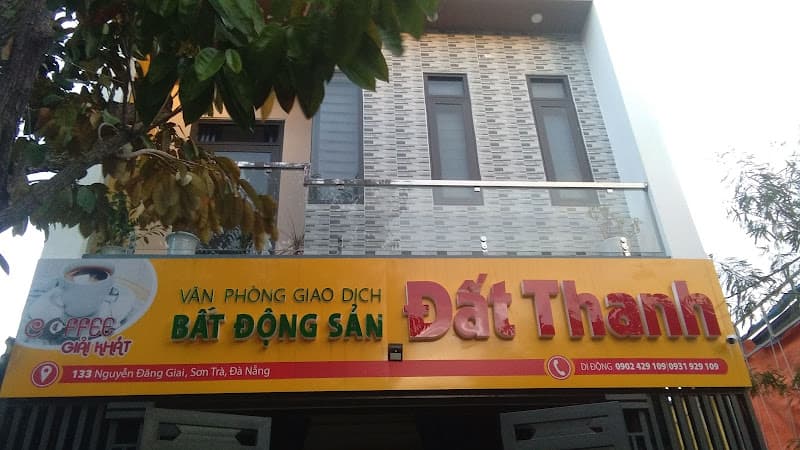 COFFEE
GIẢI KHÁT
VĂN PHÒNG GIAO DỊCH
BẤT ĐỘNG SẢN
Đất Thanh
133 Nguyễn Đăng Giai, Sơn Trà, Đà Nẵng
DI ĐỘNG 0902 429 109|0931 929 109